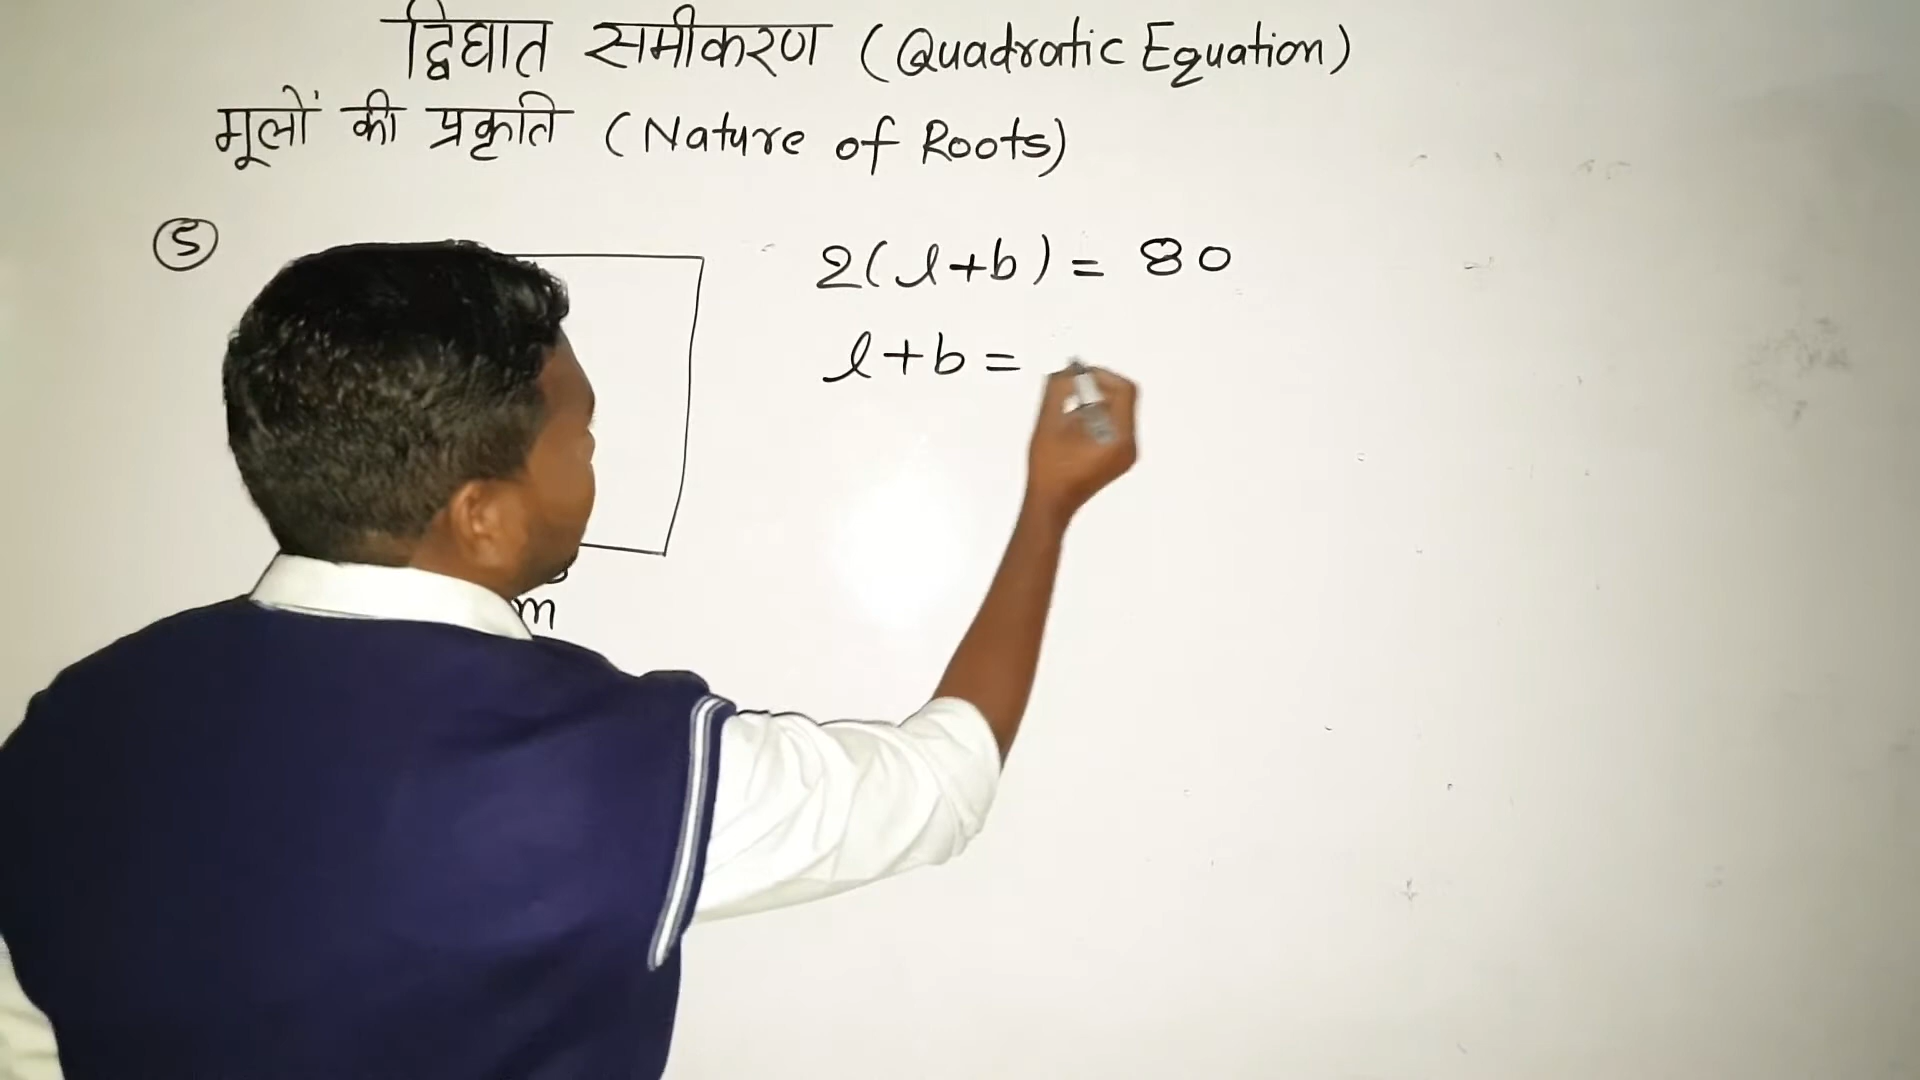 द्विघात समीकरण (Quadratic Equation)
मूलों की प्रकृति (Nature of Roots)
5
2(l+b) = 80
l+b =
m